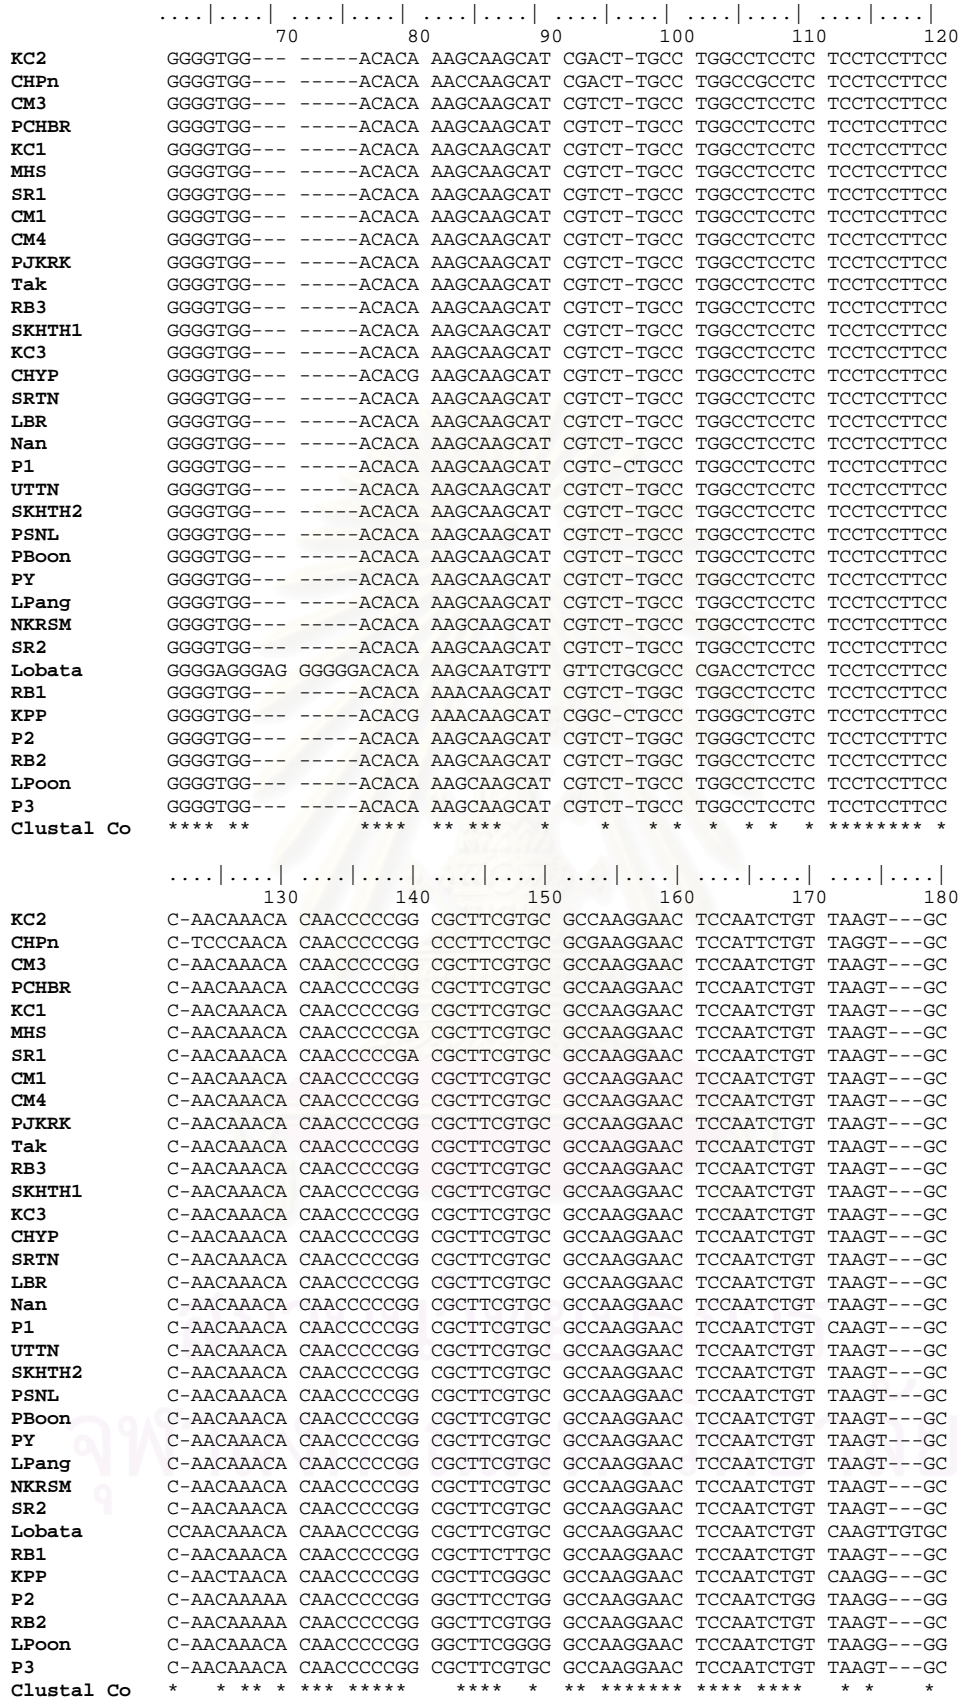 ....|....| ....|....| ....|....| ....|....| ....|....| ....|....|
70 80 90 100 110 120
KC2 GGGGTGG--- -----ACACA AAGCAAGCAT CGACT-TGCC TGGCCTCCTC TCCTCCTTCC
CHPn GGGGTGG--- -----ACACA AACCAAGCAT CGACT-TGCC TGGCCGCCTC TCCTCCTTCC
CM3 GGGGTGG--- -----ACACA AAGCAAGCAT CGTCT-TGCC TGGCCTCCTC TCCTCCTTCC
PCHBR GGGGTGG--- -----ACACA AAGCAAGCAT CGTCT-TGCC TGGCCTCCTC TCCTCCTTCC
KC1 GGGGTGG--- -----ACACA AAGCAAGCAT CGTCT-TGCC TGGCCTCCTC TCCTCCTTCC
MHS GGGGTGG--- -----ACACA AAGCAAGCAT CGTCT-TGCC TGGCCTCCTC TCCTCCTTCC
SR1 GGGGTGG--- -----ACACA AAGCAAGCAT CGTCT-TGCC TGGCCTCCTC TCCTCCTTCC
CM1 GGGGTGG--- -----ACACA AAGCAAGCAT CGTCT-TGCC TGGCCTCCTC TCCTCCTTCC
CM4 GGGGTGG--- -----ACACA AAGCAAGCAT CGTCT-TGCC TGGCCTCCTC TCCTCCTTCC
PJKRK GGGGTGG--- -----ACACA AAGCAAGCAT CGTCT-TGCC TGGCCTCCTC TCCTCCTTCC
Tak GGGGTGG--- -----ACACA AAGCAAGCAT CGTCT-TGCC TGGCCTCCTC TCCTCCTTCC
RB3 GGGGTGG--- -----ACACA AAGCAAGCAT CGTCT-TGCC TGGCCTCCTC TCCTCCTTCC
SKHTH1 GGGGTGG--- -----ACACA AAGCAAGCAT CGTCT-TGCC TGGCCTCCTC TCCTCCTTCC
KC3 GGGGTGG--- -----ACACA AAGCAAGCAT CGTCT-TGCC TGGCCTCCTC TCCTCCTTCC
CHYP GGGGTGG--- -----ACACG AAGCAAGCAT CGTCT-TGCC TGGCCTCCTC TCCTCCTTCC
SRTN GGGGTGG--- -----ACACA AAGCAAGCAT CGTCT-TGCC TGGCCTCCTC TCCTCCTTCC
LBR GGGGTGG--- -----ACACA AAGCAAGCAT CGTCT-TGCC TGGCCTCCTC TCCTCCTTCC
Nan GGGGTGG--- -----ACACA AAGCAAGCAT CGTCT-TGCC TGGCCTCCTC TCCTCCTTCC
P1 GGGGTGG--- -----ACACA AAGCAAGCAT CGTC-CTGCC TGGCCTCCTC TCCTCCTTCC
UTTN GGGGTGG--- -----ACACA AAGCAAGCAT CGTCT-TGCC TGGCCTCCTC TCCTCCTTCC
SKHTH2 GGGGTGG--- -----ACACA AAGCAAGCAT CGTCT-TGCC TGGCCTCCTC TCCTCCTTCC
PSNL GGGGTGG--- -----ACACA AAGCAAGCAT CGTCT-TGCC TGGCCTCCTC TCCTCCTTCC
PBoon GGGGTGG--- -----ACACA AAGCAAGCAT CGTCT-TGCC TGGCCTCCTC TCCTCCTTCC
PY GGGGTGG--- -----ACACA AAGCAAGCAT CGTCT-TGCC TGGCCTCCTC TCCTCCTTCC
LPang GGGGTGG--- -----ACACA AAGCAAGCAT CGTCT-TGCC TGGCCTCCTC TCCTCCTTCC
NKRSM GGGGTGG--- -----ACACA AAGCAAGCAT CGTCT-TGCC TGGCCTCCTC TCCTCCTTCC
SR2 GGGGTGG--- -----ACACA AAGCAAGCAT CGTCT-TGCC TGGCCTCCTC TCCTCCTTCC
Lobata GGGGAGGGAG GGGGGACACA AAGCAATGTT GTTCTGCGCC CGACCTCTCC TCCTCCTTCC
RB1 GGGGTGG--- -----ACACA AAACAAGCAT CGTCT-TGGC TGGCCTCCTC TCCTCCTTCC
KPP GGGGTGG--- -----ACACG AAACAAGCAT CGGC-CTGCC TGGGCTCGTC TCCTCCTTCC
P2 GGGGTGG--- -----ACACA AAGCAAGCAT CGTCT-TGGC TGGGCTCCTC TCCTCCTTTC
RB2 GGGGTGG--- -----ACACA AAGCAAGCAT CGTCT-TGGC TGGCCTCCTC TCCTCCTTCC
LPoon GGGGTGG--- -----ACACA AAGCAAGCAT CGTCT-TGCC TGGCCTCCTC TCCTCCTTCC
P3 GGGGTGG--- -----ACACA AAGCAAGCAT CGTCT-TGCC TGGCCTCCTC TCCTCCTTCC
Clustal Co **** ** **** ** *** * * * * * * * * ******** *
....|....| ....|....| ....|....| ....|....| ....|....| ....|....|
130 140 150 160 170 180
KC2 C-AACAAACA CAACCCCCGG CGCTTCGTGC GCCAAGGAAC TCCAATCTGT TAAGT---GC
CHPn C-TCCCAACA CAACCCCCGG CCCTTCCTGC GCGAAGGAAC TCCATTCTGT TAGGT---GC
CM3 C-AACAAACA CAACCCCCGG CGCTTCGTGC GCCAAGGAAC TCCAATCTGT TAAGT---GC
PCHBR C-AACAAACA CAACCCCCGG CGCTTCGTGC GCCAAGGAAC TCCAATCTGT TAAGT---GC
KC1 C-AACAAACA CAACCCCCGG CGCTTCGTGC GCCAAGGAAC TCCAATCTGT TAAGT---GC
MHS C-AACAAACA CAACCCCCGA CGCTTCGTGC GCCAAGGAAC TCCAATCTGT TAAGT---GC
SR1 C-AACAAACA CAACCCCCGA CGCTTCGTGC GCCAAGGAAC TCCAATCTGT TAAGT---GC
CM1 C-AACAAACA CAACCCCCGG CGCTTCGTGC GCCAAGGAAC TCCAATCTGT TAAGT---GC
CM4 C-AACAAACA CAACCCCCGG CGCTTCGTGC GCCAAGGAAC TCCAATCTGT TAAGT---GC
PJKRK C-AACAAACA CAACCCCCGG CGCTTCGTGC GCCAAGGAAC TCCAATCTGT TAAGT---GC
Tak C-AACAAACA CAACCCCCGG CGCTTCGTGC GCCAAGGAAC TCCAATCTGT TAAGT---GC
RB3 C-AACAAACA CAACCCCCGG CGCTTCGTGC GCCAAGGAAC TCCAATCTGT TAAGT---GC
SKHTH1 C-AACAAACA CAACCCCCGG CGCTTCGTGC GCCAAGGAAC TCCAATCTGT TAAGT---GC
KC3 C-AACAAACA CAACCCCCGG CGCTTCGTGC GCCAAGGAAC TCCAATCTGT TAAGT---GC
CHYP C-AACAAACA CAACCCCCGG CGCTTCGTGC GCCAAGGAAC TCCAATCTGT TAAGT---GC
SRTN C-AACAAACA CAACCCCCGG CGCTTCGTGC GCCAAGGAAC TCCAATCTGT TAAGT---GC
LBR C-AACAAACA CAACCCCCGG CGCTTCGTGC GCCAAGGAAC TCCAATCTGT TAAGT---GC
Nan C-AACAAACA CAACCCCCGG CGCTTCGTGC GCCAAGGAAC TCCAATCTGT TAAGT---GC
P1 C-AACAAACA CAACCCCCGG CGCTTCGTGC GCCAAGGAAC TCCAATCTGT CAAGT---GC
UTTN C-AACAAACA CAACCCCCGG CGCTTCGTGC GCCAAGGAAC TCCAATCTGT TAAGT---GC
SKHTH2 C-AACAAACA CAACCCCCGG CGCTTCGTGC GCCAAGGAAC TCCAATCTGT TAAGT---GC
PSNL C-AACAAACA CAACCCCCGG CGCTTCGTGC GCCAAGGAAC TCCAATCTGT TAAGT---GC
PBoon C-AACAAACA CAACCCCCGG CGCTTCGTGC GCCAAGGAAC TCCAATCTGT TAAGT---GC
PY C-AACAAACA CAACCCCCGG CGCTTCGTGC GCCAAGGAAC TCCAATCTGT TAAGT---GC
LPang C-AACAAACA CAACCCCCGG CGCTTCGTGC GCCAAGGAAC TCCAATCTGT TAAGT---GC
NKRSM C-AACAAACA CAACCCCCGG CGCTTCGTGC GCCAAGGAAC TCCAATCTGT TAAGT---GC
SR2 C-AACAAACA CAACCCCCGG CGCTTCGTGC GCCAAGGAAC TCCAATCTGT TAAGT---GC
Lobata CCAACAAACA CAAACCCCGG CGCTTCGTGC GCCAAGGAAC TCCAATCTGT CAAGTTGTGC
RB1 C-AACAAACA CAACCCCCGG CGCTTCTTGC GCCAAGGAAC TCCAATCTGT TAAGT---GC
KPP C-AACTAACA CAACCCCCGG CGCTTCGGGC GCCAAGGAAC TCCAATCTGT CAAGG---GC
P2 C-AACAAAAA CAACCCCCGG GGCTTCCTGG GCCAAGGAAC TCCAATCTGG TAAGG---GG
RB2 C-AACAAAAA CAACCCCCGG GGCTTCGTGG GCCAAGGAAC TCCAATCTGT TAAGT---GC
LPoon C-AACAAACA CAACCCCCGG GGCTTCGGGG GCCAAGGAAC TCCAATCTGT TAAGG---GG
P3 C-AACAAACA CAACCCCCGG CGCTTCGTGC GCCAAGGAAC TCCAATCTGT TAAGT---GC
Clustal Co * * ** * *** ***** **** * ** ******* **** **** * * *